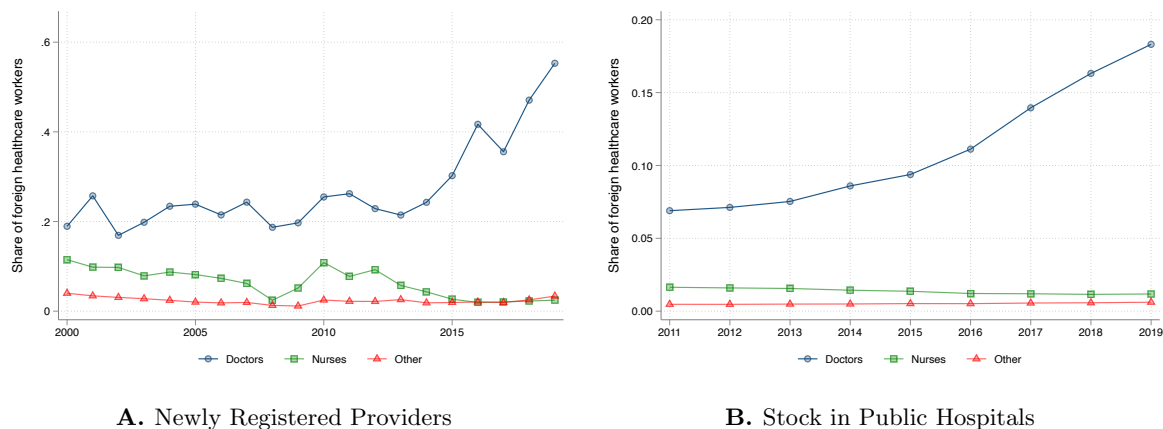 Share of foreign healthcare workers
.6
.4
.2
0
2000 2005 2010 2015
Doctors Nurses Other
A. Newly Registered Providers
Share of foreign healthcare workers
0.20
0.15
0.10
0.05
0.00
2011 2012 2013 2014 2015 2016 2017 2018 2019
Doctors Nurses Other
B. Stock in Public Hospitals